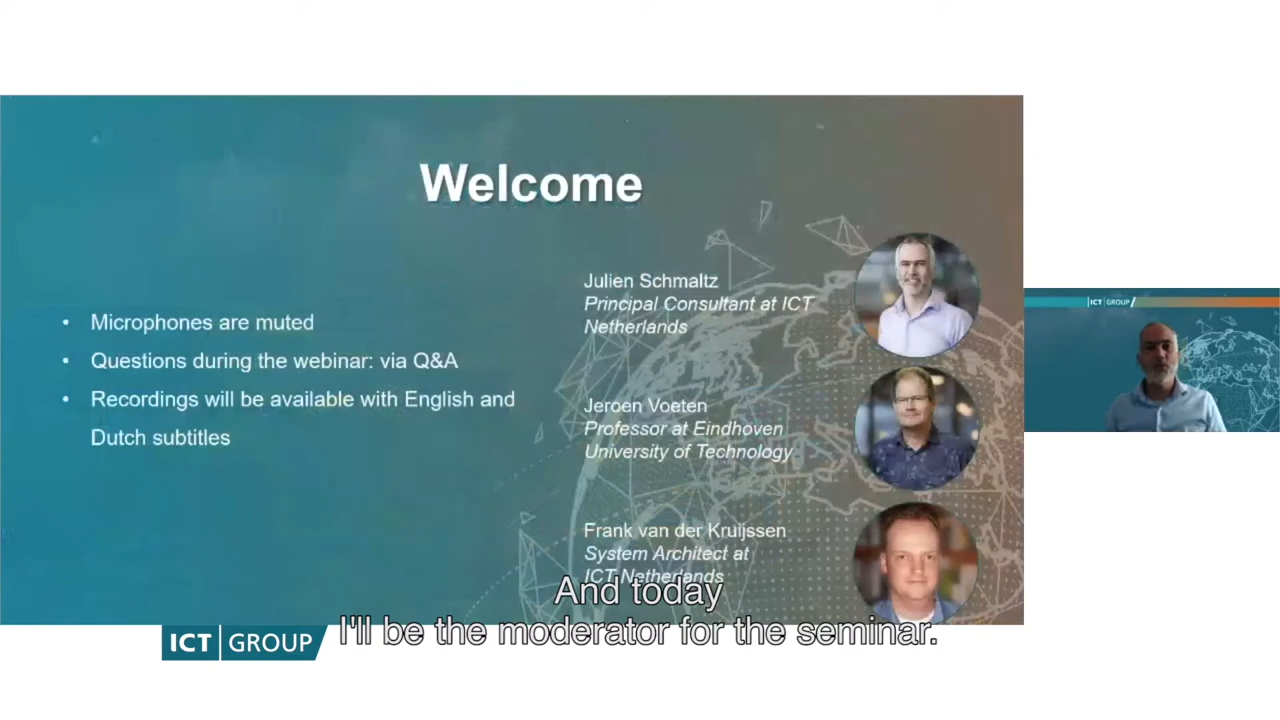 Welcome
Microphones are muted
Questions during the webinar: via Q&A
Recordings will be available with English and
Dutch subtitles
Julien Schmaltz
Principal Consultant at ICT
Netherlands
Jeroen Voeten
Professor at Eindhoven
University of Technology
Frank van der Kruijssen
System Architect at
ICT Netherlands
ICT GROUP
And today
I'll be the moderator for the seminar.
ICT GROUP